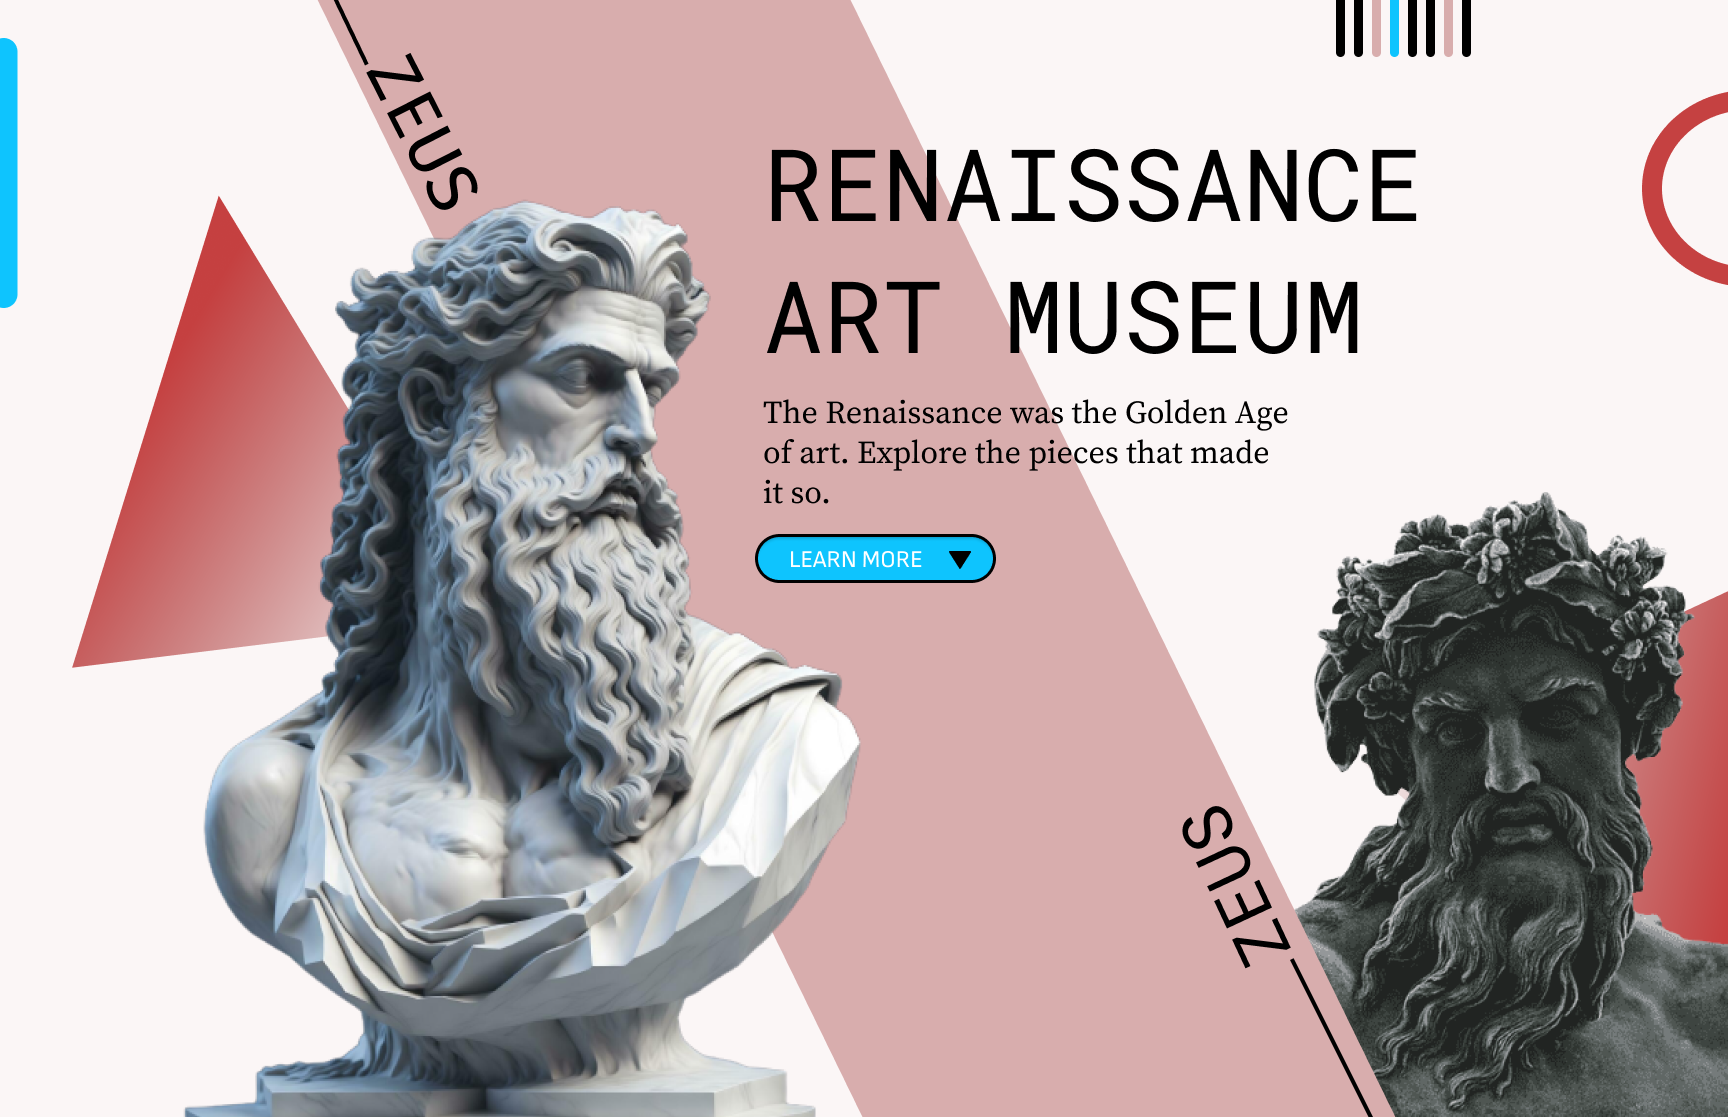 ZEUS
RENAISSANCE
ART MUSEUM
The Renaissance was the Golden Age
of art. Explore the pieces that made
it so.
LEARN MORE
ZEUS